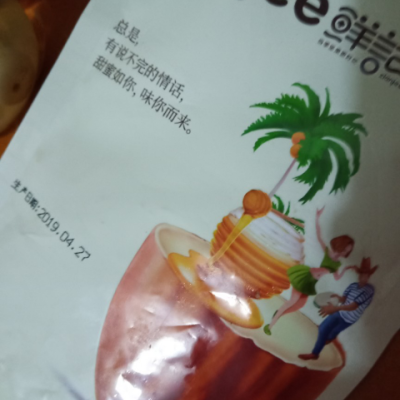 鲜
总是,
有说不完的情话,
甜蜜如你,味你而来。
生产日期:2019.04.27